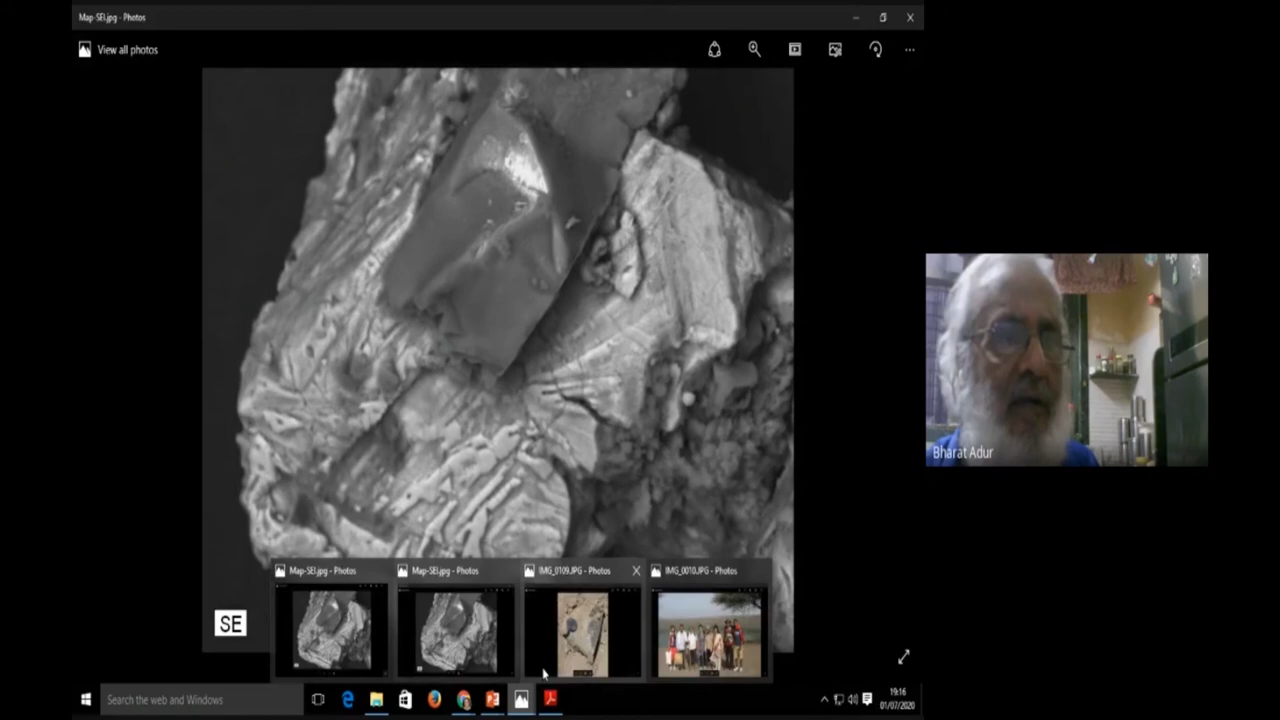 Map-SEI.jpg - Photos
View all photos
Bharat Adur
Map-SEI.jpg - Photos
Map-SEI.jpg - Photos
IMG_0109.JPG - Photos
IMG_0010.JPG - Photos
SE
Search the web and Windows
19:16
01/07/2020